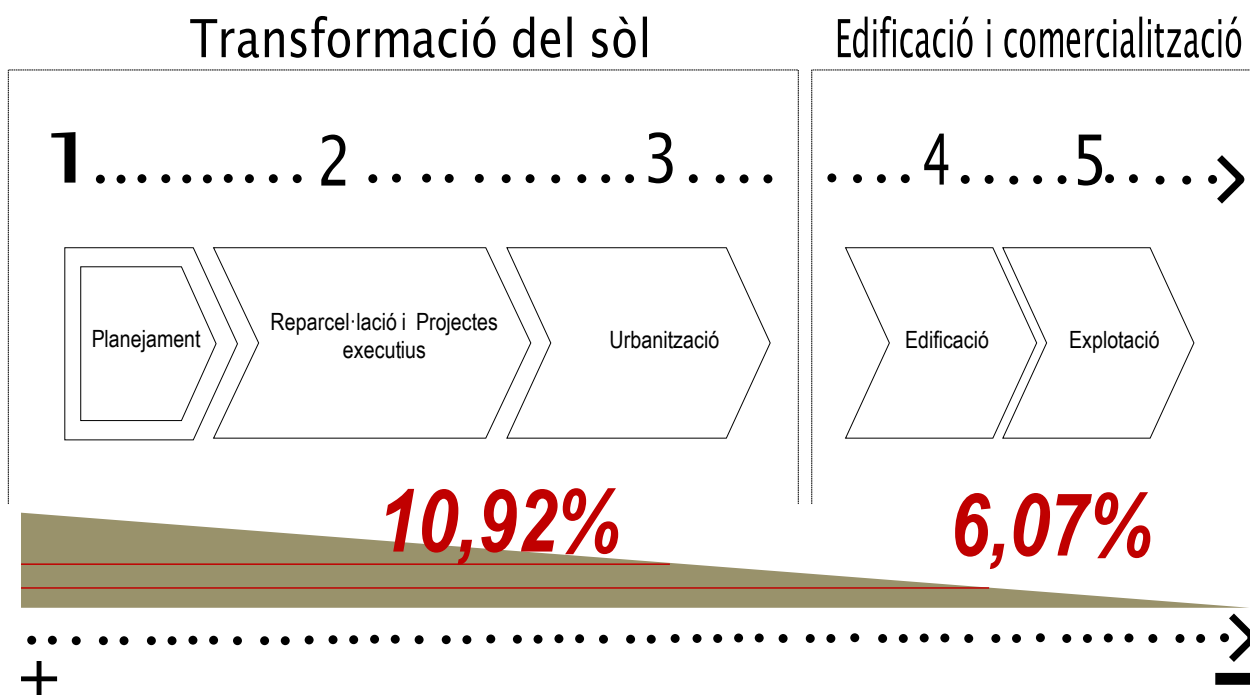 Transformació del sòl
Edificació i comercialització
1 2 3 4 5
Planejament
Reparcel·lació i Projectes
executius
Urbanització
Edificació
Explotació
10,92%
6,07%
+ -